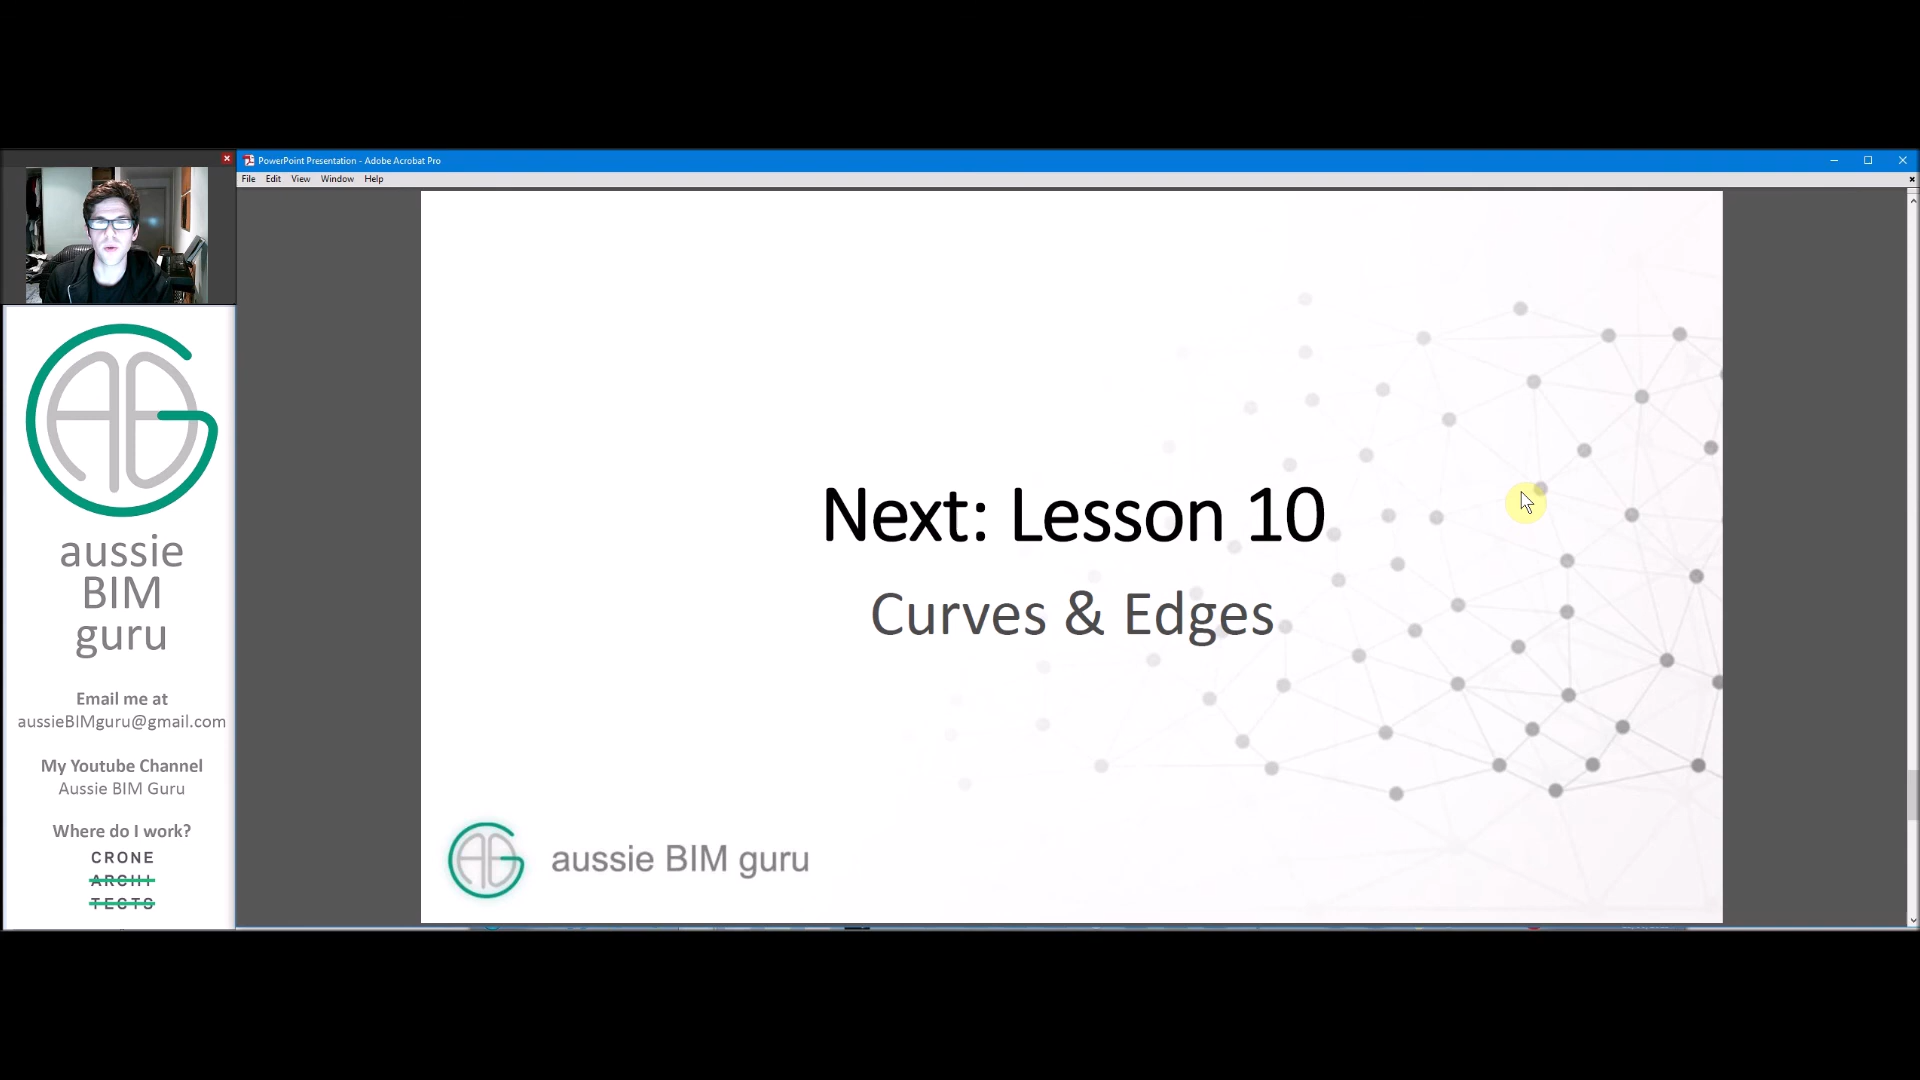 PowerPoint Presentation - Adobe Acrobat Pro
File Edit View Window Help
Next: Lesson 10
Curves & Edges
aussie BIM guru
aussie
BIM
guru
Email me at
aussieBIMguru@gmail.com
My Youtube Channel
Aussie BIM Guru
Where do I work?
CRONE
ARCHI
TECTS